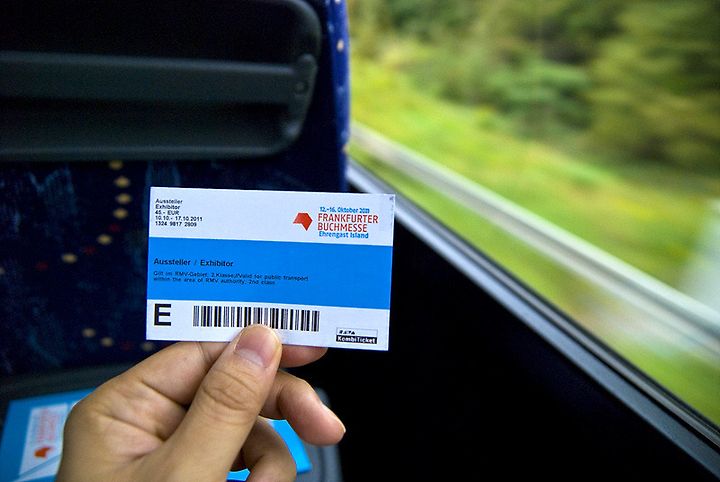 Aussteller
Exhibitor
45,- EUR
10.10.- 17.10.2011
1324 9817 2909
12.–16. Oktober 2011
FRANKFURTER
BUCHMESSE
Ehrengast Island
Aussteller / Exhibitor
Gilt im RMV-Gebiet, 2.Klasse//Valid for public transport
within the area of RMV authority, 2nd class
E
KombiTicket